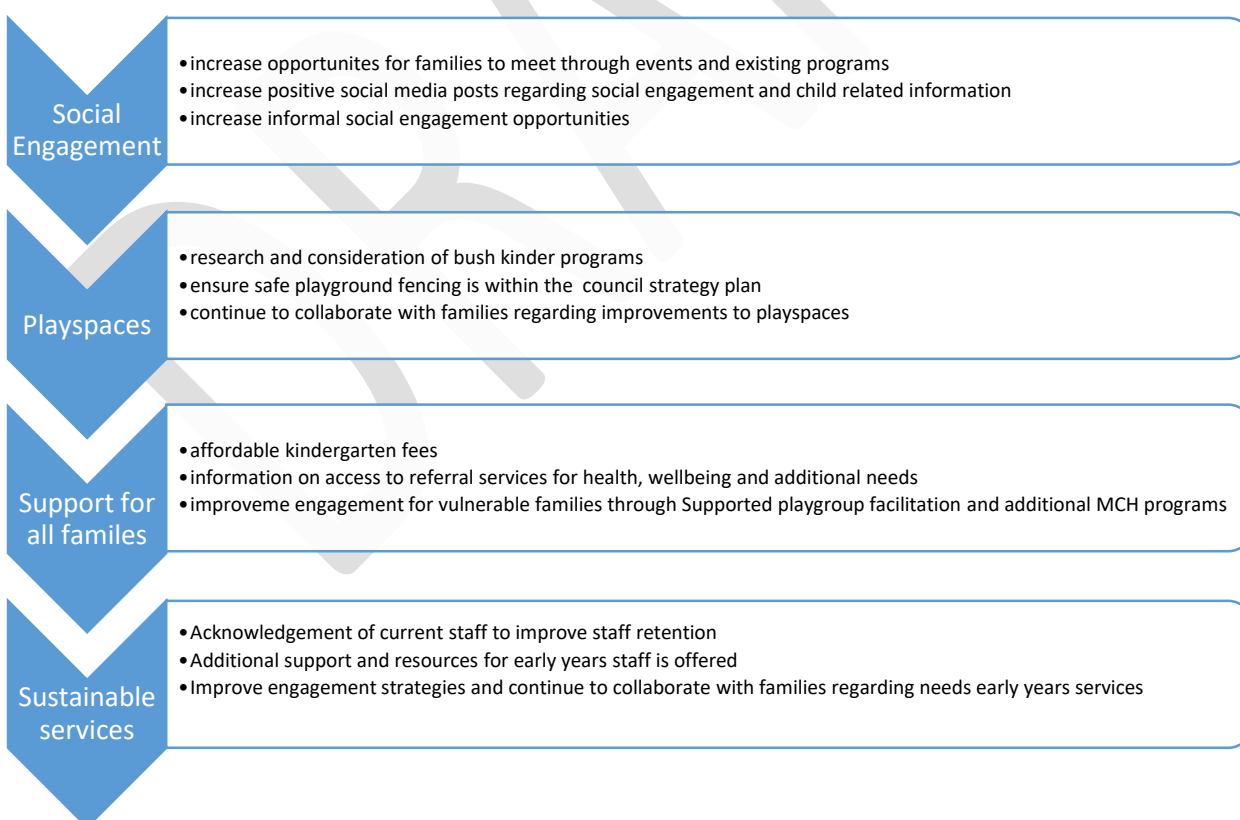 Social
Engagement
•increase opportunites for families to meet through events and existing programs
•increase positive social media posts regarding social engagement and child related information
•increase informal social engagement opportunities
Playspaces
•research and consideration of bush kinder programs
•ensure safe playground fencing is within the council strategy plan
•continue to collaborate with families regarding improvements to playspaces
Support for
all familes
•affordable kindergarten fees
•information on access to referral services for health, wellbeing and additional needs
•improveme engagement for vulnerable families through Supported playgroup facilitation and additional MCH programs
Sustainable
services
•Acknowledgement of current staff to improve staff retention
•Additional support and resources for early years staff is offered
•Improve engagement strategies and continue to collaborate with families regarding needs early years services